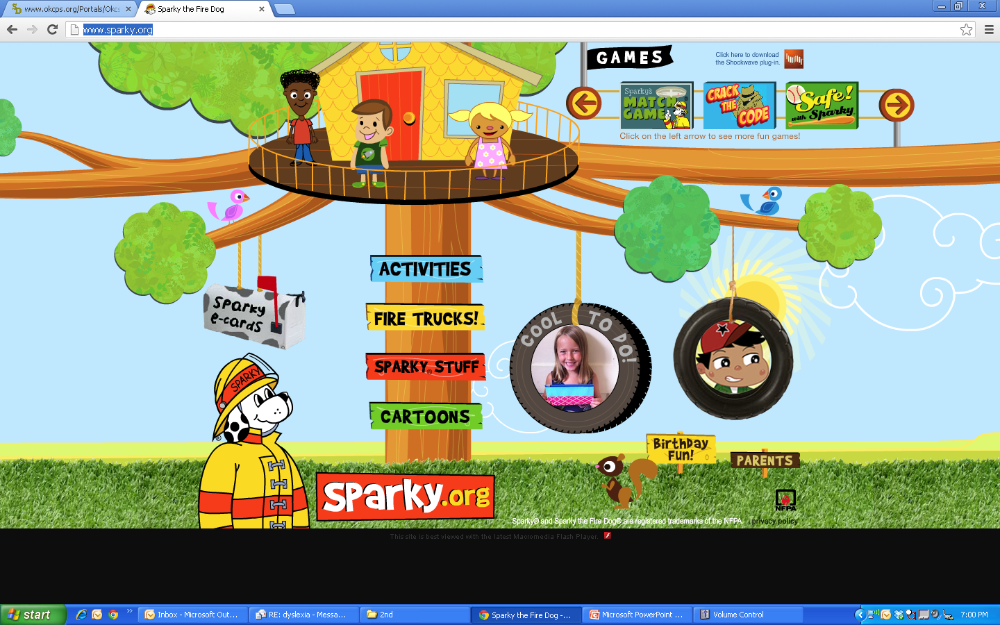 www.okcps.org/Portals/Okcs
Sparky the Fire Dog
www.sparky.org
GAMES
Click here to download
the Shockwave plug-in.
Sparky's
MATCH
GAME
CRACK
THE
CODE
Safe!
with Sparky
Click on the left arrow to see more fun games!
Sparky
e-cards
ACTIVITIES
FIRE TRUCKS!
SPARKY® STUFF
CARTOONS
COOL TO DO!
SPARKY
Birthday
Fun!
PARENTS
sparky.org
NFPA
Sparky® and Sparky the Fire Dog® are registered trademarks of the NFPA.
privacy policy
This site is best viewed with the latest Macromedia Flash Player.
start
Inbox - Microsoft Out...
RE: dyslexia - Messa...
2nd
Sparky the Fire Dog -...
Microsoft PowerPoint ...
Volume Control
7:00 PM